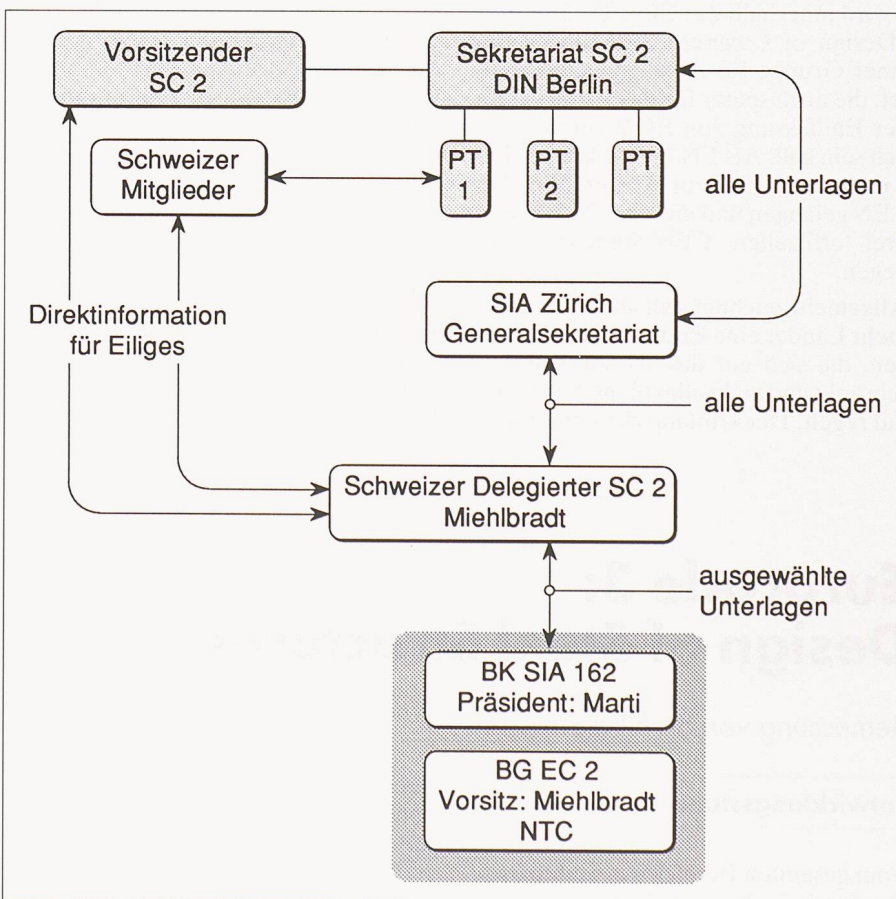 Vorsitzender
SC 2
Sekretariat SC 2
DIN Berlin
Schweizer
Mitglieder
PT
1
PT
2
PT
alle Unterlagen
Direktinformation
für Eiliges
SIA Zürich
Generalsekretariat
alle Unterlagen
Schweizer Delegierter SC 2
Miehlbradt
ausgewählte
Unterlagen
BK SIA 162
Präsident: Marti
BG EC 2
Vorsitz: Miehlbradt
NTC